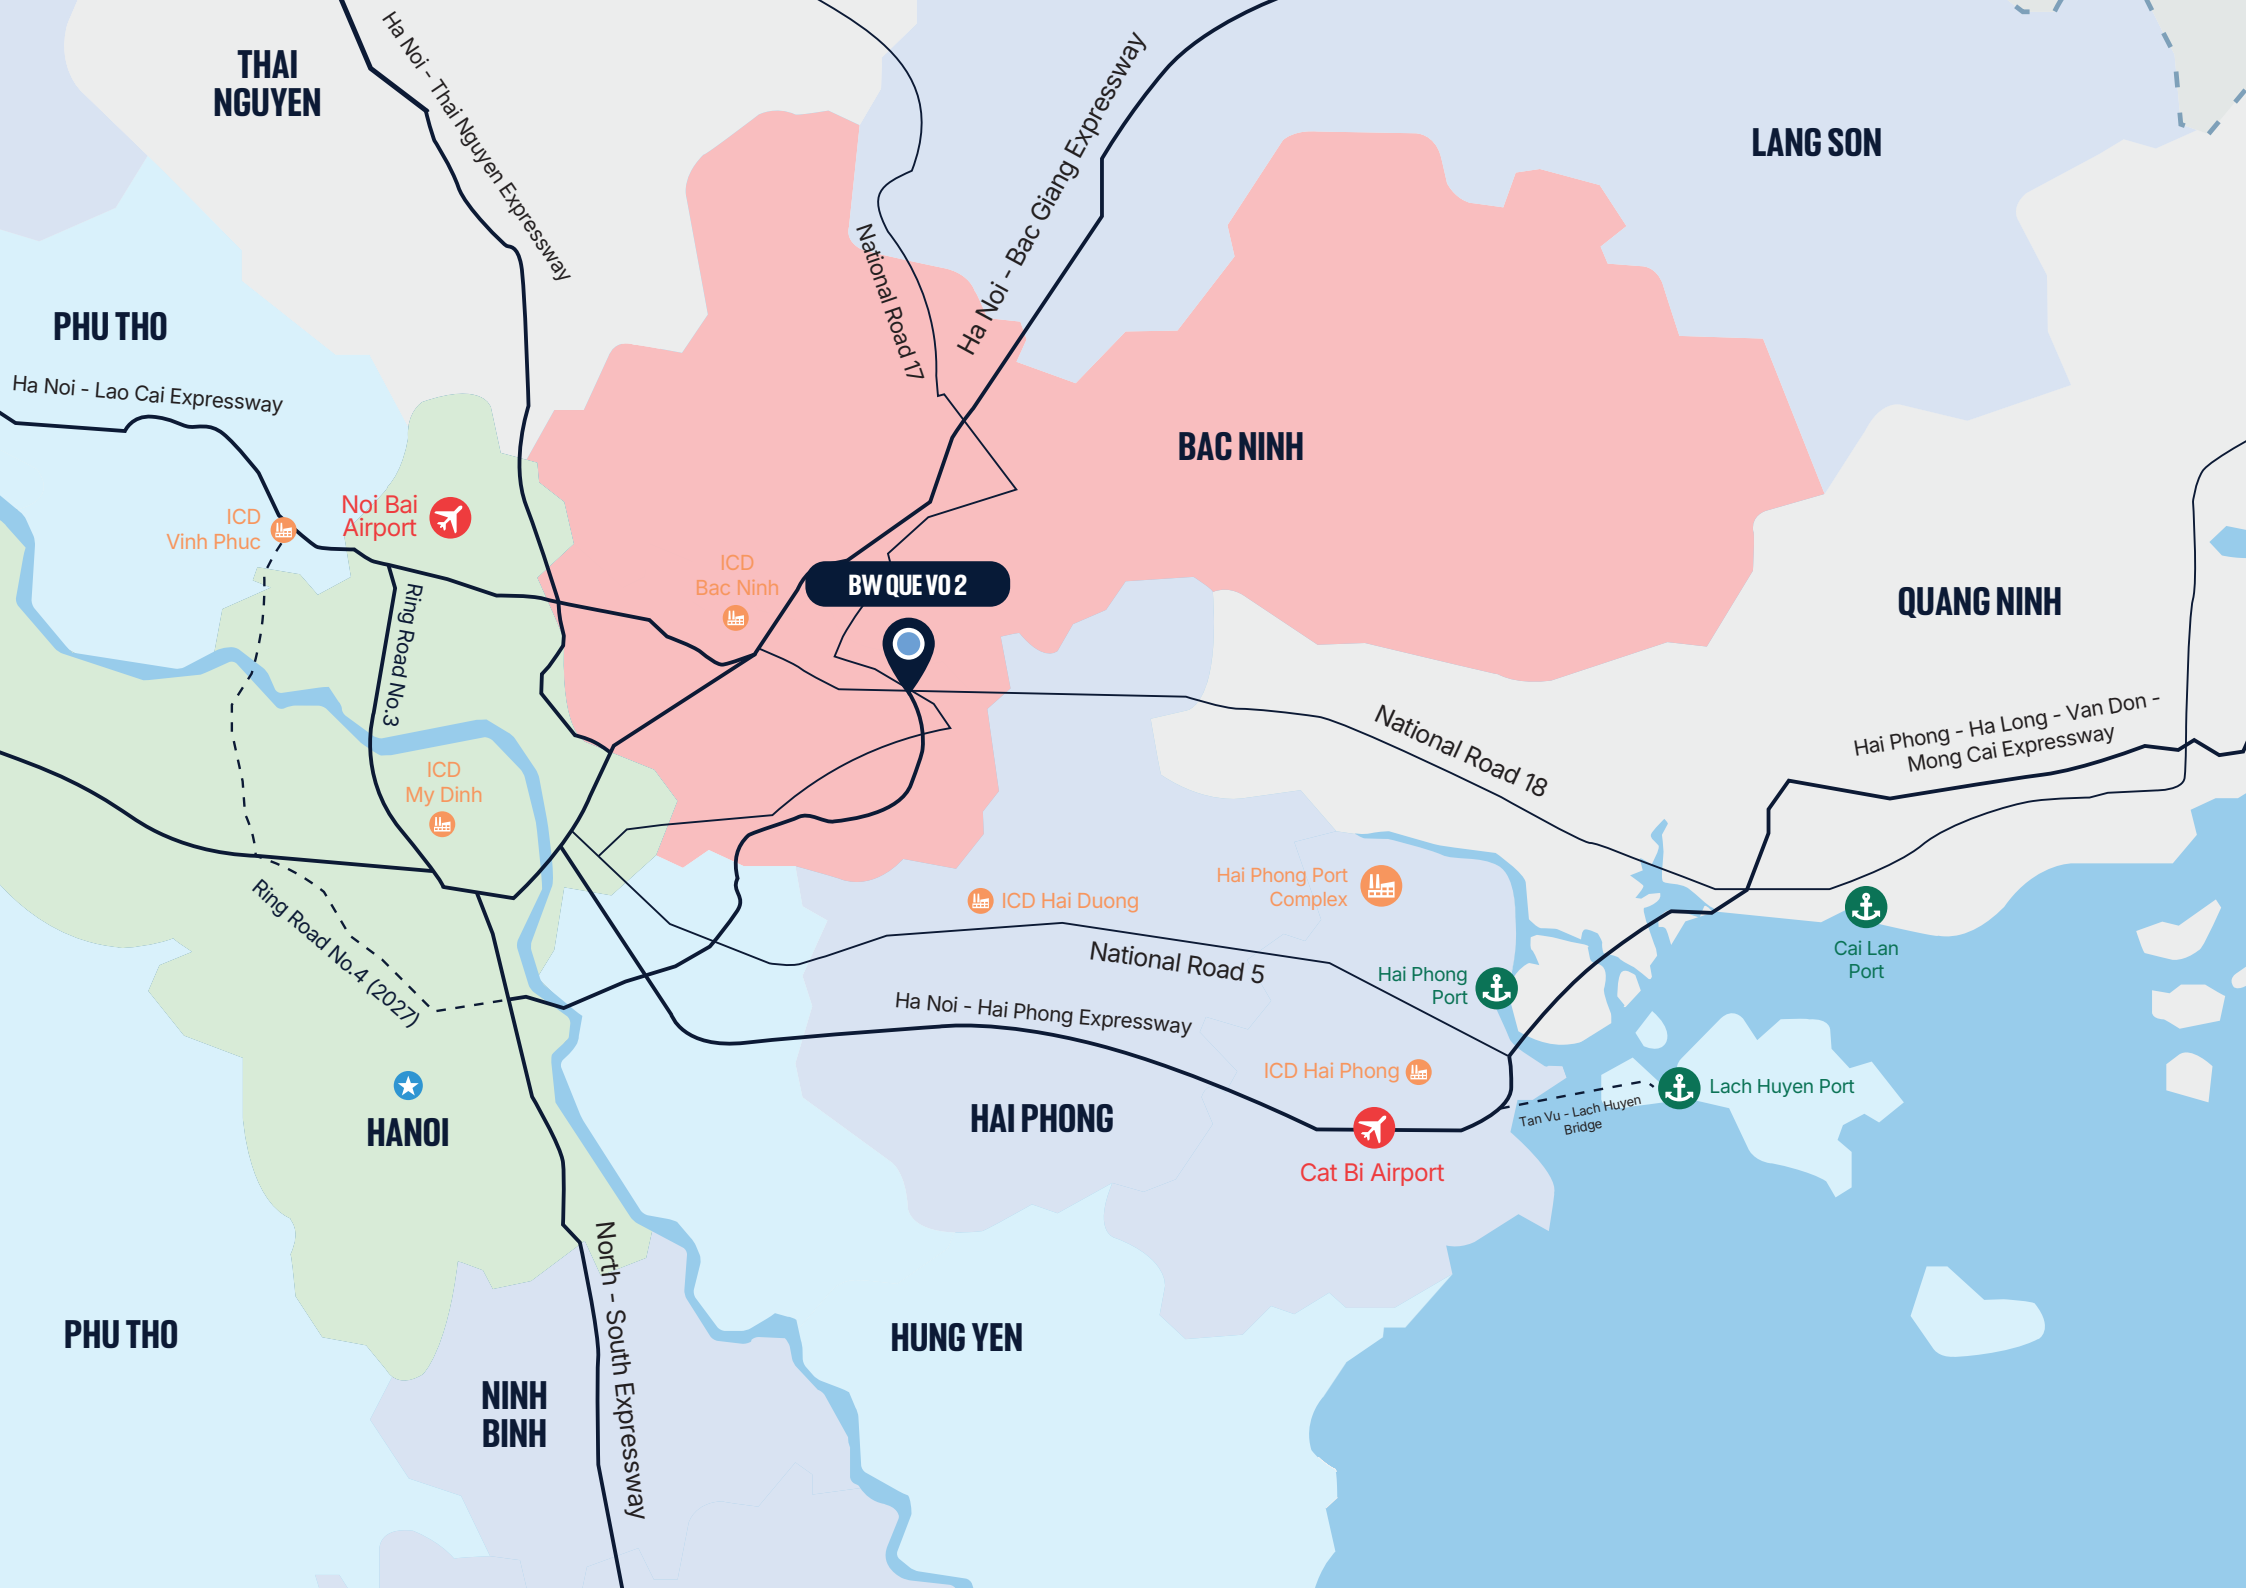 THAI
NGUYEN
Ha Noi - Thai Nguyen Expressway
Ha Noi - Bac Giang Expressway
LANG SON
National Road 17
PHU THO
Ha Noi - Lao Cai Expressway
BAC NINH
Noi Bai
Airport
ICD
Vinh Phuc
ICD
Bac Ninh
BW QUE VO 2
QUANG NINH
Ring Road No.3
National Road 18
Hai Phong - Ha Long - Van Don -
Mong Cai Expressway
ICD
My Dinh
Ring Road No.4 (2027)
ICD Hai Duong
Hai Phong Port
Complex
National Road 5
Hai Phong
Port
Cai Lan
Port
Ha Noi - Hai Phong Expressway
ICD Hai Phong
Lach Huyen Port
Tan Vu - Lach Huyen
Bridge
HANOI
HAI PHONG
Cat Bi Airport
North - South Expressway
PHU THO
HUNG YEN
NINH
BINH